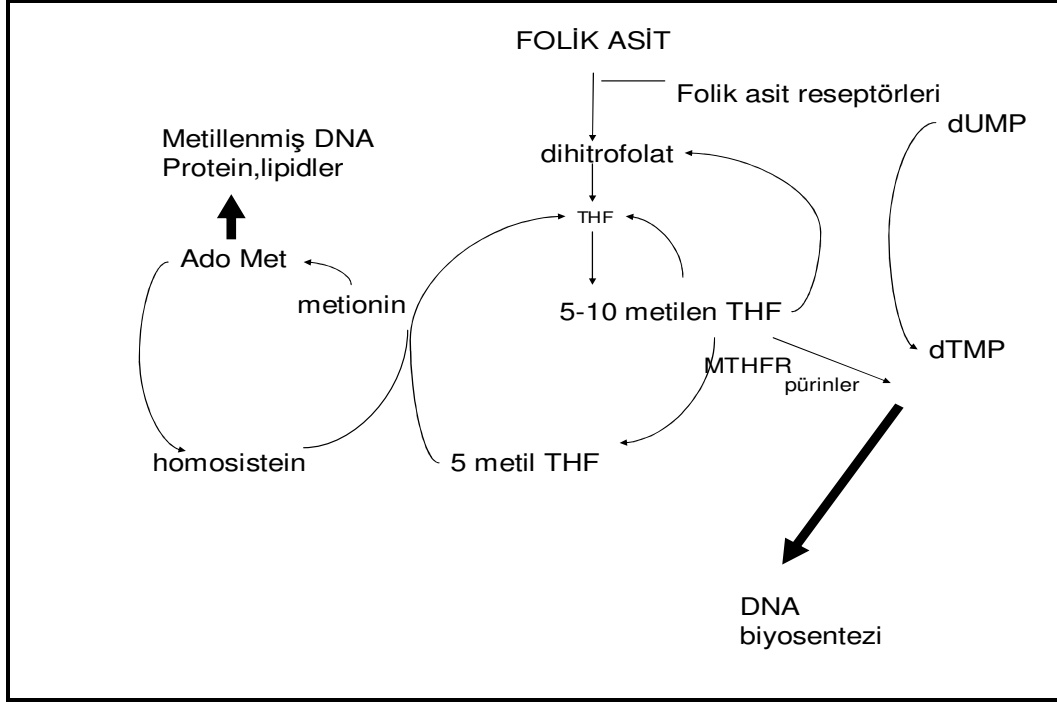 FOLİK ASİT
Folik asit reseptörleri
dUMP
Metillenmiş DNA
Protein,lipidler
dihitrofolat
THF
Ado Met
metionin
5-10 metilen THF
dTMP
MTHFR
pürinler
homosistein
5 metil THF
DNA
biyosentezi